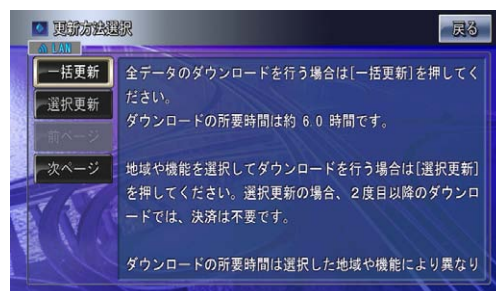 更新方法選択
戻る
LAN
一括更新
選択更新
前ページ
次ページ
全データのダウンロードを行う場合は[一括更新]を押してく
ださい。
ダウンロードの所要時間は約 6.0 時間です。
地域や機能を選択してダウンロードを行う場合は[選択更新]
を押してください。選択更新の場合、２度目以降のダウンロ
ードでは、決済は不要です。
ダウンロードの所要時間は選択した地域や機能により異なり